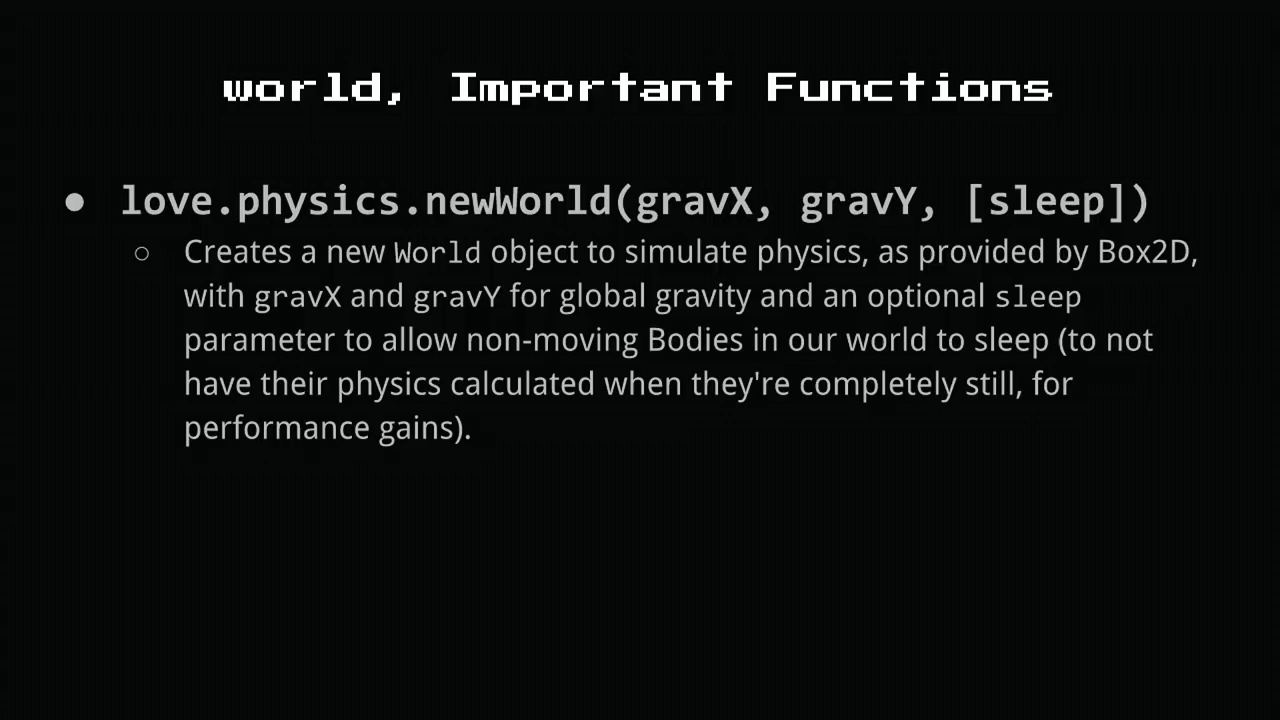 world, Important Functions
● love.physics.newWorld(gravX, gravY, [sleep])
○ Creates a new World object to simulate physics, as provided by Box2D,
with gravX and gravY for global gravity and an optional sleep
parameter to allow non-moving Bodies in our world to sleep (to not
have their physics calculated when they're completely still, for
performance gains).